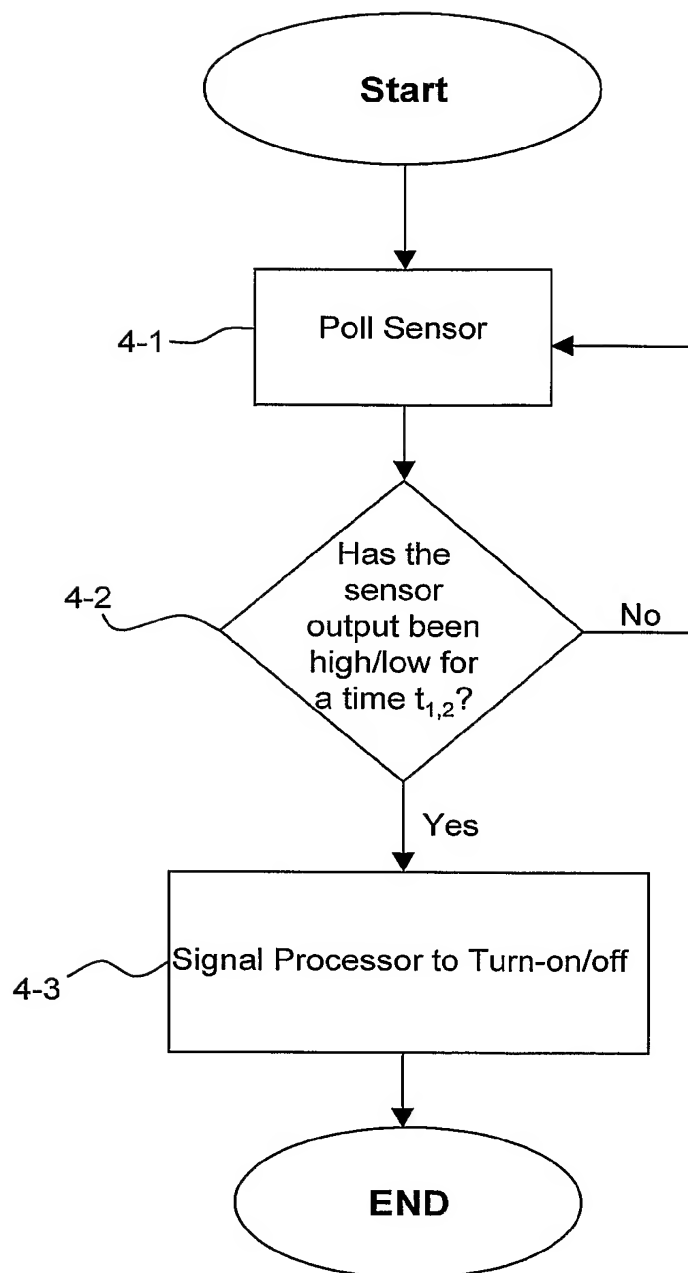 Start
Poll Sensor
4-1
Has the
sensor
output been
high/low for
a time t₁,₂?
4-2
No
Yes
Signal Processor to Turn-on/off
4-3
END